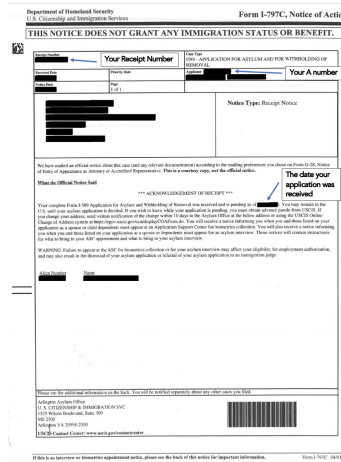 Department of Homeland Security
U.S. Citizenship and Immigration Services
Form I-797C, Notice of Actic
THIS NOTICE DOES NOT GRANT ANY IMMIGRATION STATUS OR BENEFIT.
Receipt Number
Your Receipt Number
Case Type
I589 - APPLICATION FOR ASYLUM AND FOR WITHHOLDING OF
REMOVAL
Received Date
Priority Date
Applicant
Your A number
Notice Date
Page
1 of 1
Notice Type: Receipt Notice
We have mailed an official notice about this case (and any relevant documentation) according to the mailing preferences you chose on Form G-28, Notice
of Entry of Appearance as Attorney or Accredited Representative. This is a courtesy copy, not the official notice.
What the Official Notice Said
The date your
application was
received
*** ACKNOWLEDGEMENT OF RECEIPT ***
Your complete Form I-589 Application for Asylum and Withholding of Removal was received and is pending as of You may remain in the
U.S. until your asylum application is decided. If you wish to leave while your application is pending, you must obtain advance parole from USCIS. If
you change your address, send written notification of the change within 10 days to the Asylum Office at the below address or using the USCIS Online
Change of Address system at https://egov.uscis.gov/coa/displayCOAForm.do. You will receive a notice informing you when you and those listed on your
application as a spouse or child dependents must appear at an Application Support Center for biometrics collection. You will also receive a notice informing
you when you and those listed on your application as a spouse or dependents must appear for an asylum interview. These notices will contain instructions
for what to bring to your ASC appointment and what to bring to your asylum interview.
WARNING: Failure to appear at the ASC for biometrics collection or for your asylum interview may affect your eligibility for employment authorization,
and may also result in the dismissal of your asylum application or referral of your asylum application to an immigration judge.
Alien Number
Name
Please see the additional information on the back. You will be notified separately about any other cases you filed.
Arlington Asylum Office
U. S. CITIZENSHIP & IMMIGRATION SVC
1525 Wilson Boulevard, Suite 300
MS 2500
Arlington VA 20598-2500
USCIS Contact Center: www.uscis.gov/contactcenter
If this is an interview or biometrics appointment notice, please see the back of this notice for important information.
Form I-797C 04/01